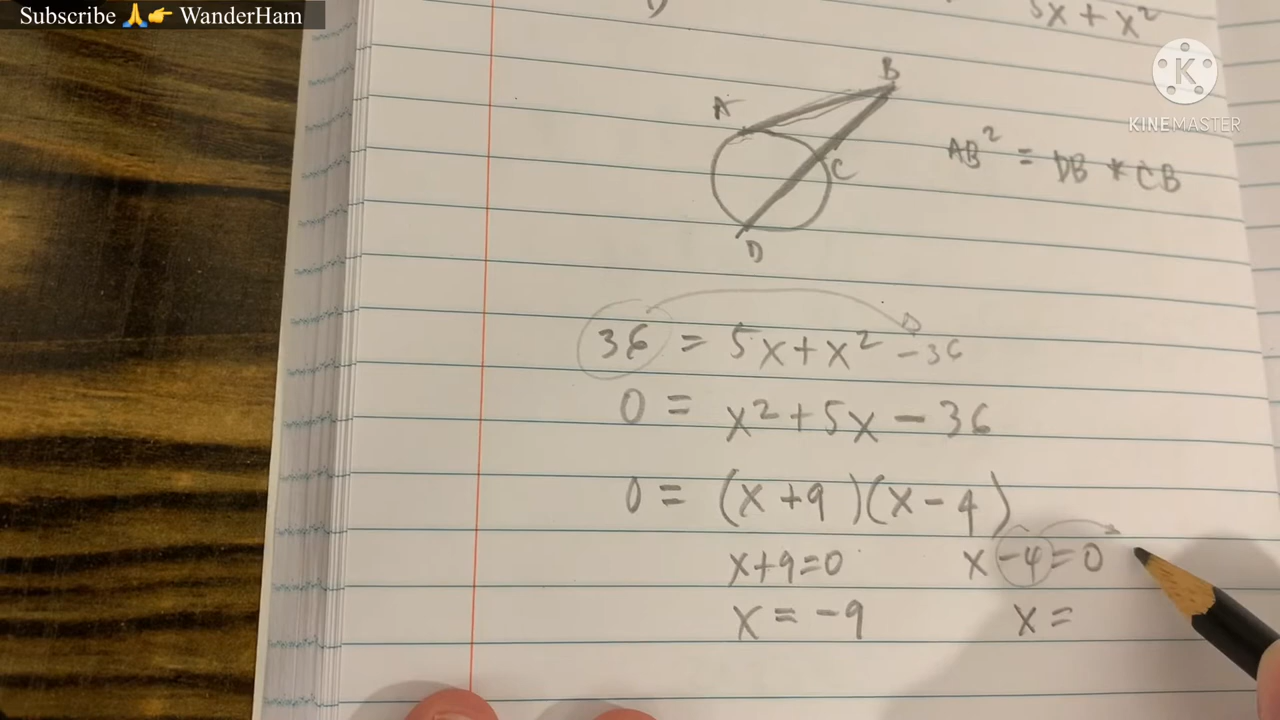 Subscribe 🙏👉 WanderHam
5x + x²
KINEMASTER
B
A
C
AB² = DB * CB
D
36 = 5x + x² - 36
0 = x² + 5x - 36
0 = (x + 9)(x - 4)
x + 9 = 0 x - 4 = 0
x = -9 x =